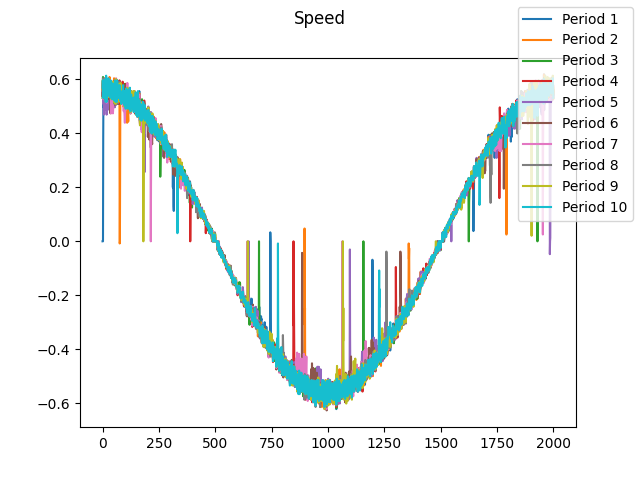 Speed
Period 1
Period 2
Period 3
Period 4
Period 5
Period 6
Period 7
Period 8
Period 9
Period 10
0.6
0.4
0.2
0.0
−0.2
−0.4
−0.6
0 250 500 750 1000 1250 1500 1750 2000